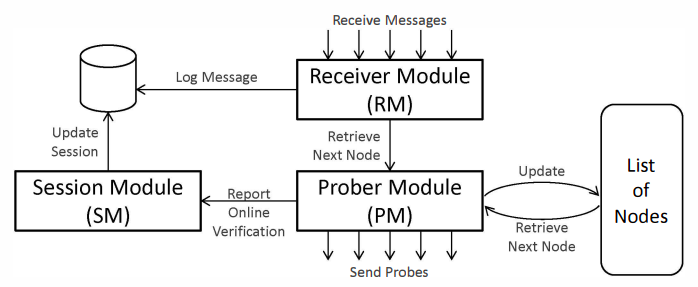 Receive Messages
Receiver Module
(RM)
Log Message
Update
Session
Retrieve
Next Node
Session Module
(SM)
Report
Online
Verification
Prober Module
(PM)
Update
Retrieve
Next Node
List
of
Nodes
Send Probes